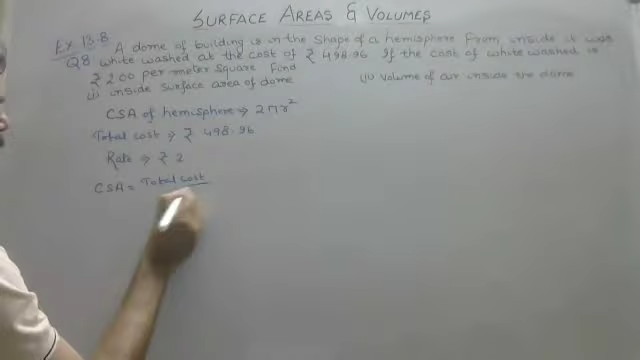 SURFACE AREAS & VOLUMES
Ex 13.8 A dome of building is in the shape of a hemisphere from inside it was
Q8 white washed at the cost of ₹ 498.96 If the cost of white washed is
₹ 2.00 per meter square Find
(i) inside surface area of dome (ii) volume of air inside the dome
CSA of hemisphere ⇒ 2πr²
Total cost ⇒ ₹ 498.96
Rate ⇒ ₹ 2
CSA = Total cost